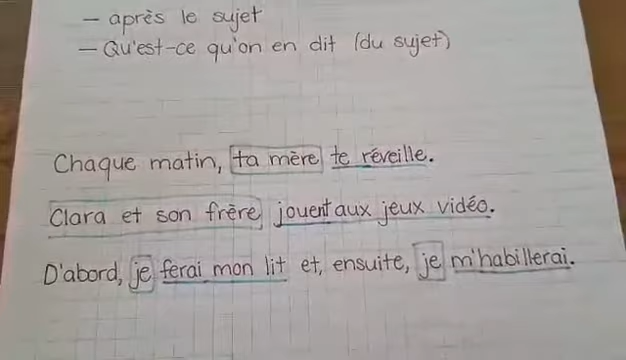 - après le sujet
- Qu'est-ce qu'on en dit (du sujet)
Chaque matin, ta mère te réveille.
Clara et son frère jouent aux jeux vidéo.
D'abord, je ferai mon lit et, ensuite, je m'habillerai.